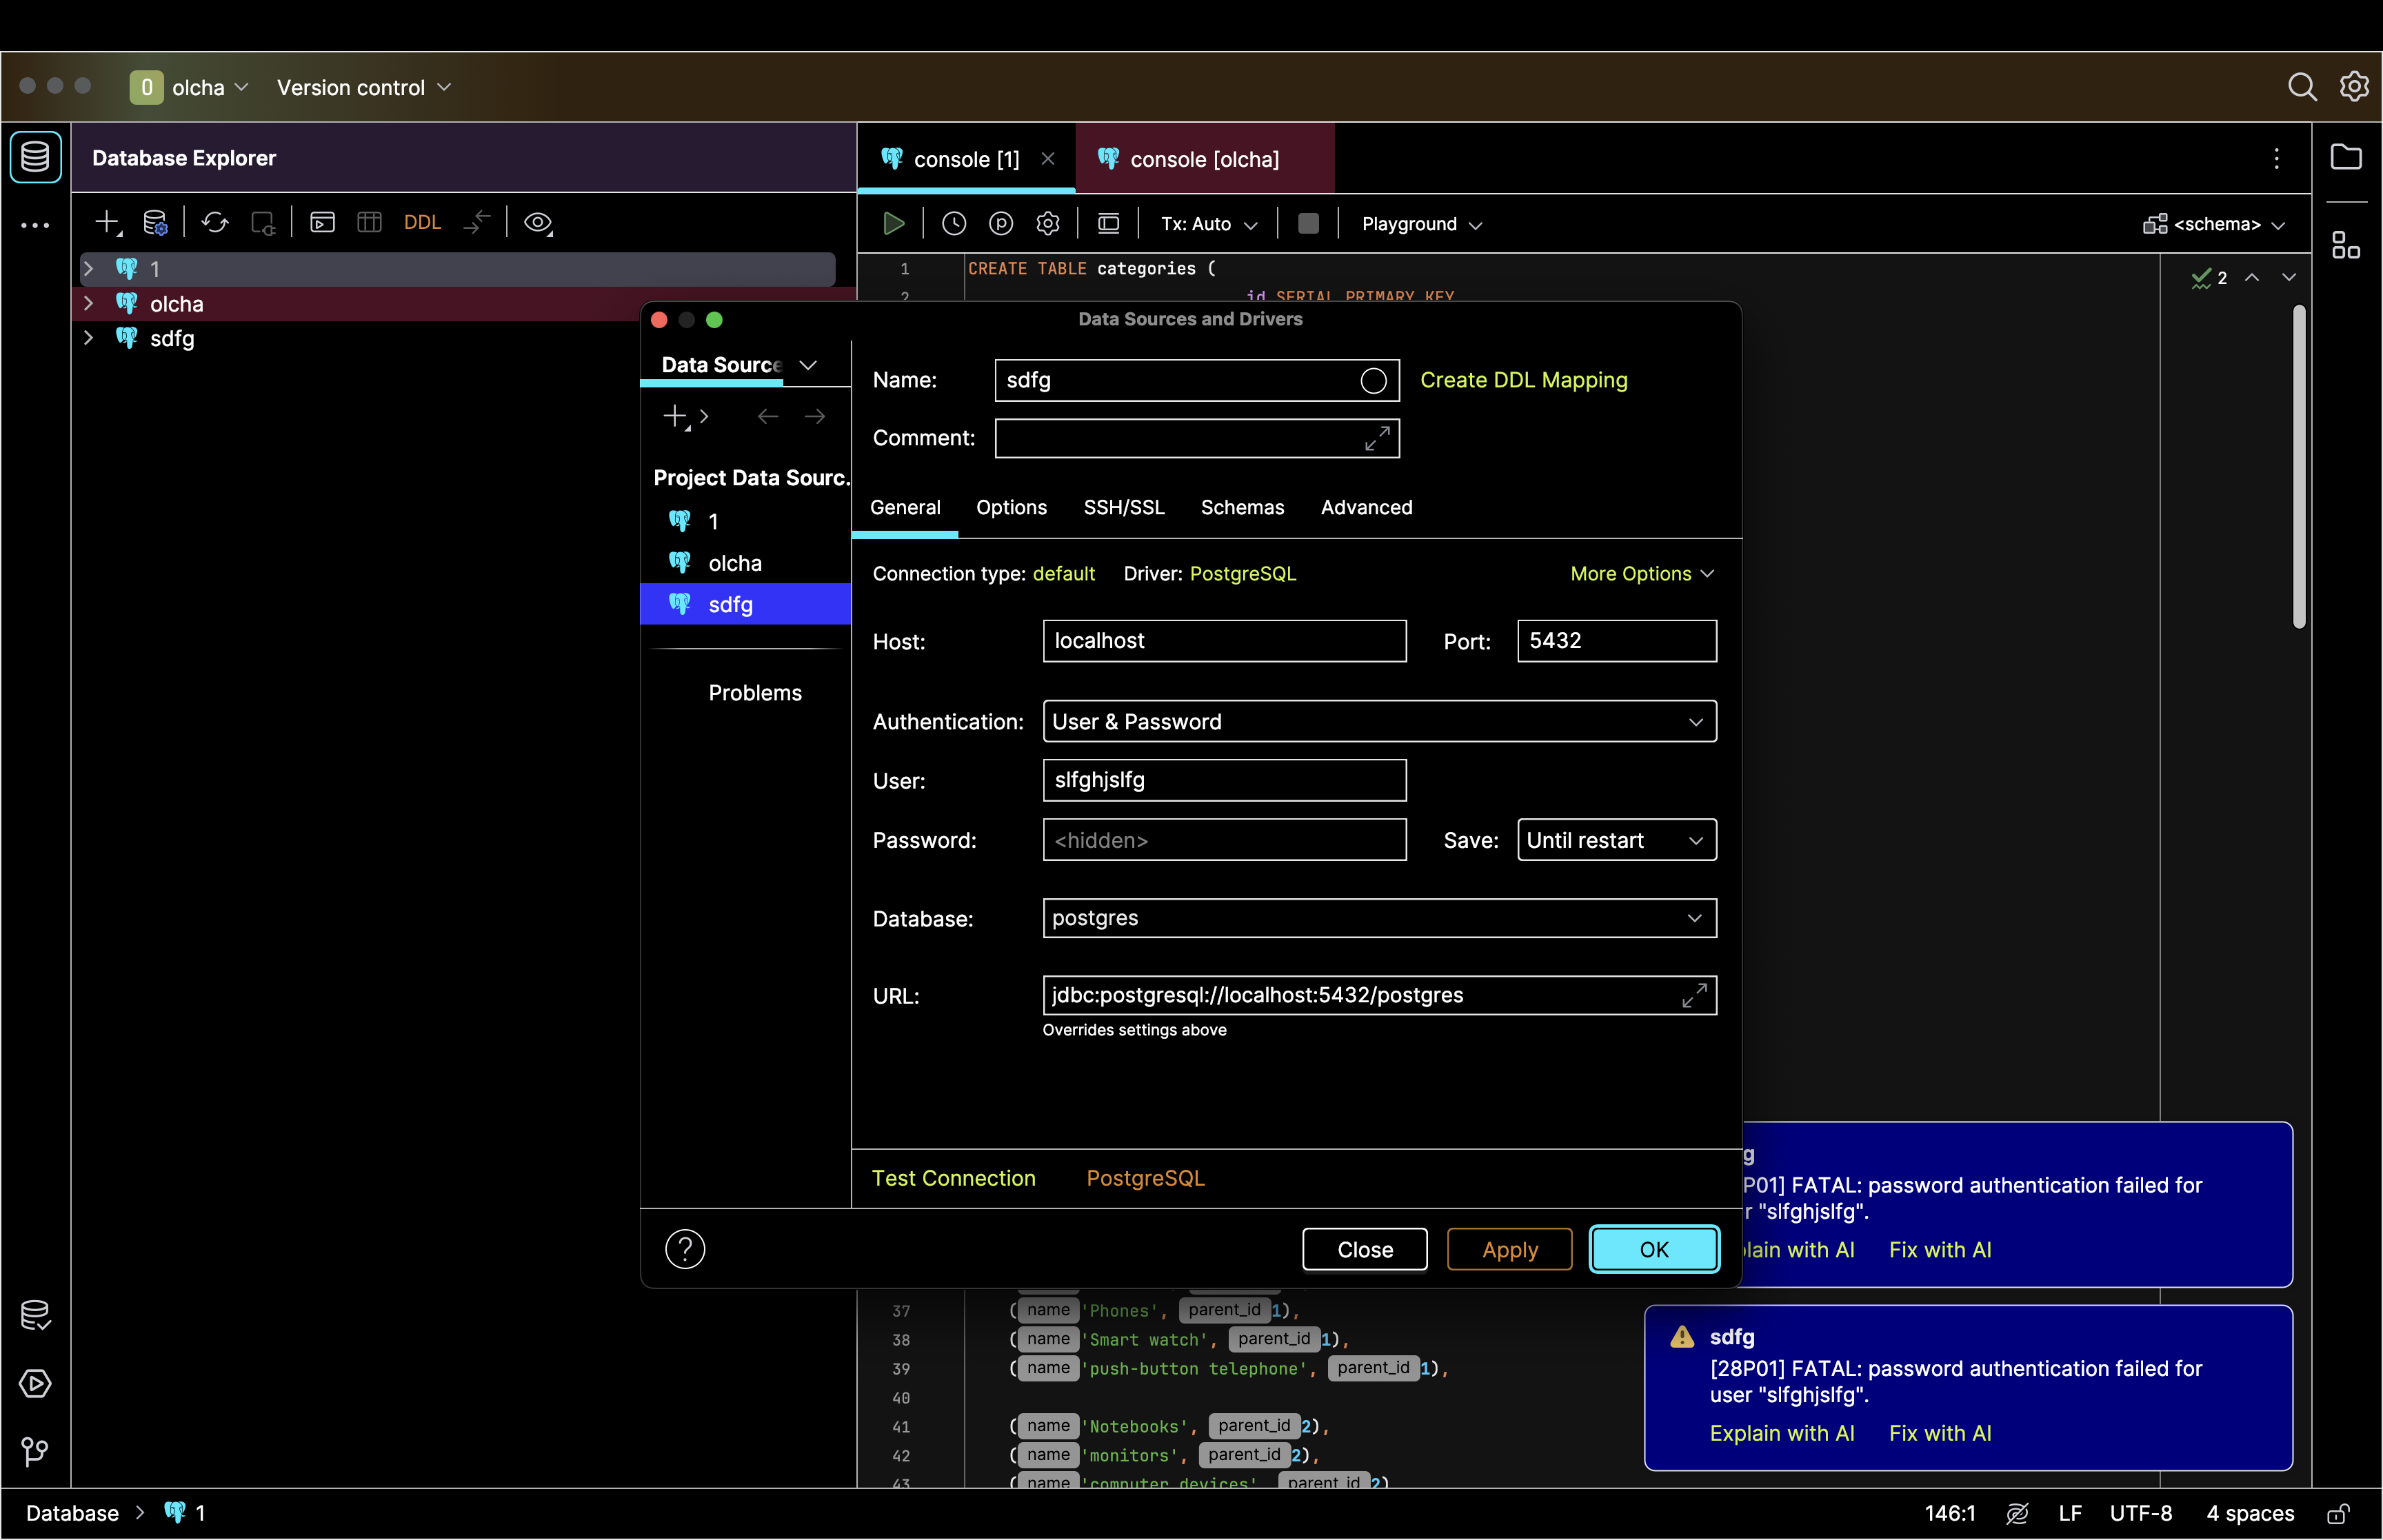 O olcha Version control
Database Explorer
console [1] console [olcha]
DDL
Tx: Auto Playground <schema>
1
olcha
sdfg
1 CREATE TABLE categories (
2 id SERIAL PRIMARY KEY
2
Data Sources and Drivers
Data Source
Name: sdfg Create DDL Mapping
Comment:
Project Data Sourc.
1
olcha
sdfg
Problems
General Options SSH/SSL Schemas Advanced
Connection type: default Driver: PostgreSQL More Options
Host: localhost Port: 5432
Authentication: User & Password
User: slfghjslfg
Password: <hidden> Save: Until restart
Database: postgres
URL: jdbc:postgresql://localhost:5432/postgres
Overrides settings above
Test Connection PostgreSQL
? Close Apply OK
g
P01] FATAL: password authentication failed for
r "slfghjslfg".
lain with AI Fix with AI
37 ( name 'Phones', parent_id 1),
38 ( name 'Smart watch', parent_id 1),
39 ( name 'push-button telephone', parent_id 1),
40
41 ( name 'Notebooks', parent_id 2),
42 ( name 'monitors', parent_id 2),
43 ( name 'computer devices', parent_id 2)
sdfg
[28P01] FATAL: password authentication failed for
user "slfghjslfg".
Explain with AI Fix with AI
Database > 1
146:1 LF UTF-8 4 spaces